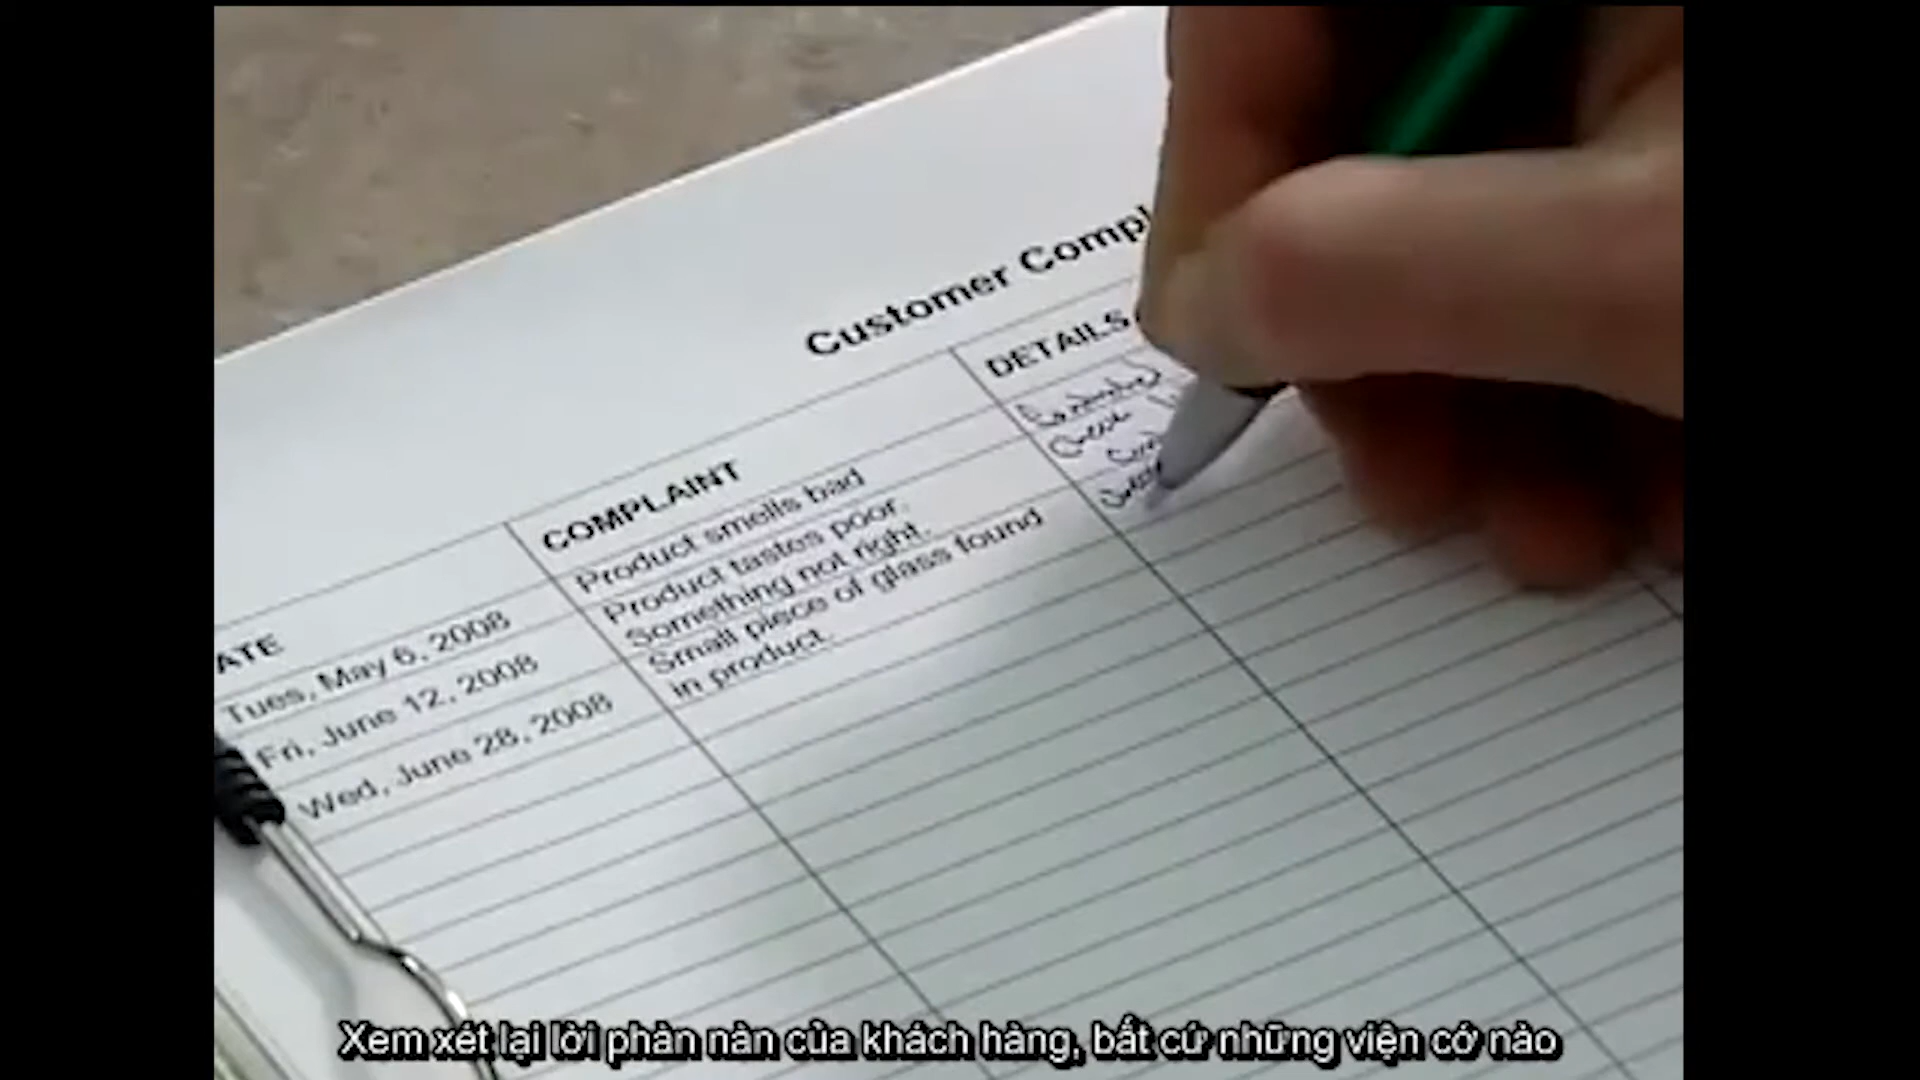 Customer Compl
ATE
COMPLAINT
DETAILS
Tues, May 6, 2008
Product smells bad
Fri, June 12, 2008
Product tastes poor.
Something not right.
Wed, June 28, 2008
Small piece of glass found
in product.
Xem xét lại lời phàn nàn của khách hàng, bất cứ những viện cớ nào